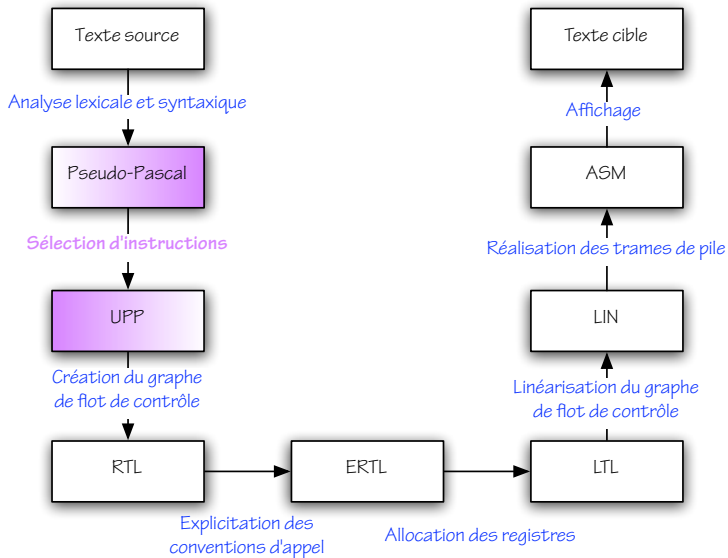 Texte source
Analyse lexicale et syntaxique
Pseudo-Pascal
Sélection d'instructions
UPP
Création du graphe
de flot de contrôle
RTL
Explicitation des
conventions d'appel
ERTL
Allocation des registres
LTL
Linéarisation du graphe
de flot de contrôle
LIN
Réalisation des trames de pile
ASM
Affichage
Texte cible